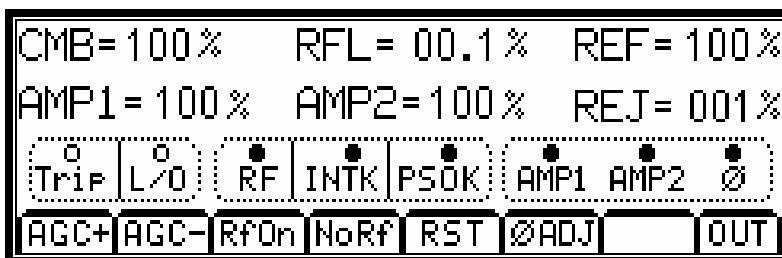 CMB= 100% RFL= 00.1% REF= 100%
AMP1= 100% AMP2= 100% REJ= 001%
Trip L/O RF INTK PSOK AMP1 AMP2 Ø
AGC+ AGC- RfOn NoRf RST ØADJ OUT